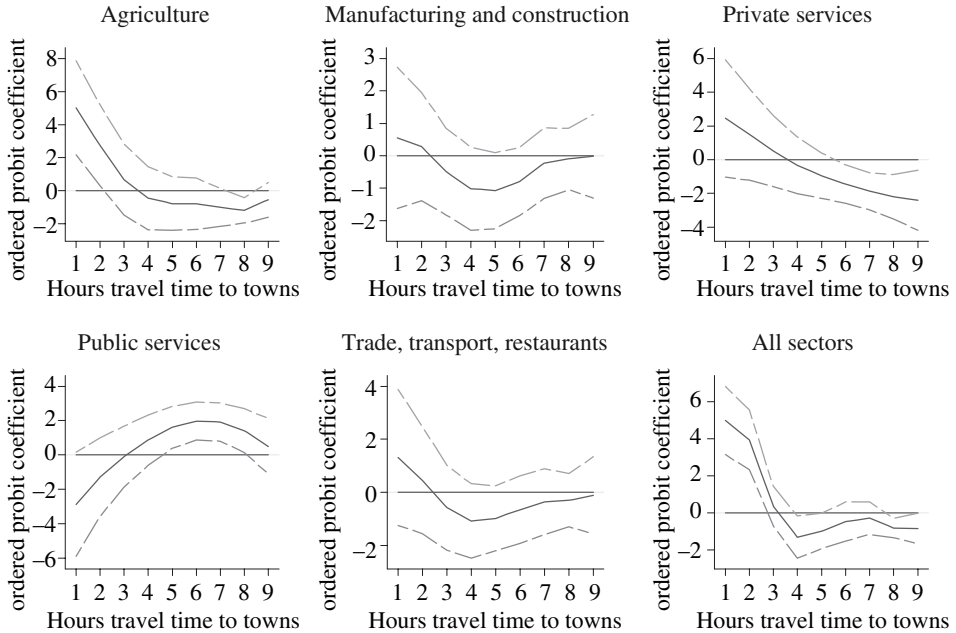 Agriculture
ordered probit coefficient
8
6
4
2
0
−2
1 2 3 4 5 6 7 8 9
Hours travel time to towns
Manufacturing and construction
ordered probit coefficient
3
2
1
0
−1
−2
1 2 3 4 5 6 7 8 9
Hours travel time to towns
Private services
ordered probit coefficient
6
4
2
0
−2
−4
1 2 3 4 5 6 7 8 9
Hours travel time to towns
Public services
ordered probit coefficient
4
2
0
−2
−4
−6
1 2 3 4 5 6 7 8 9
Hours travel time to towns
Trade, transport, restaurants
ordered probit coefficient
4
2
0
−2
1 2 3 4 5 6 7 8 9
Hours travel time to towns
All sectors
ordered probit coefficient
6
4
2
0
−2
1 2 3 4 5 6 7 8 9
Hours travel time to towns